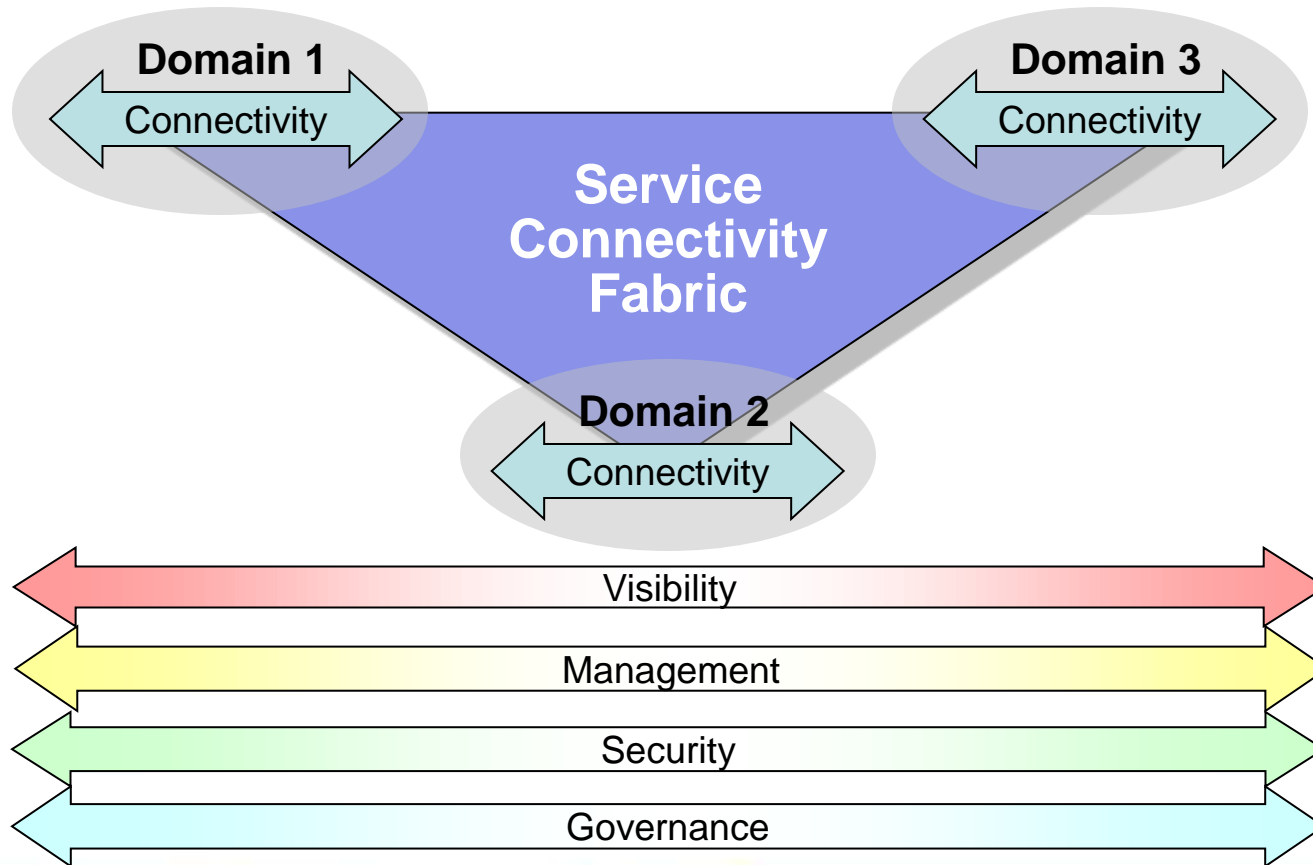 Domain 1
Connectivity
Domain 3
Connectivity
Service
Connectivity
Fabric
Domain 2
Connectivity
Visibility
Management
Security
Governance